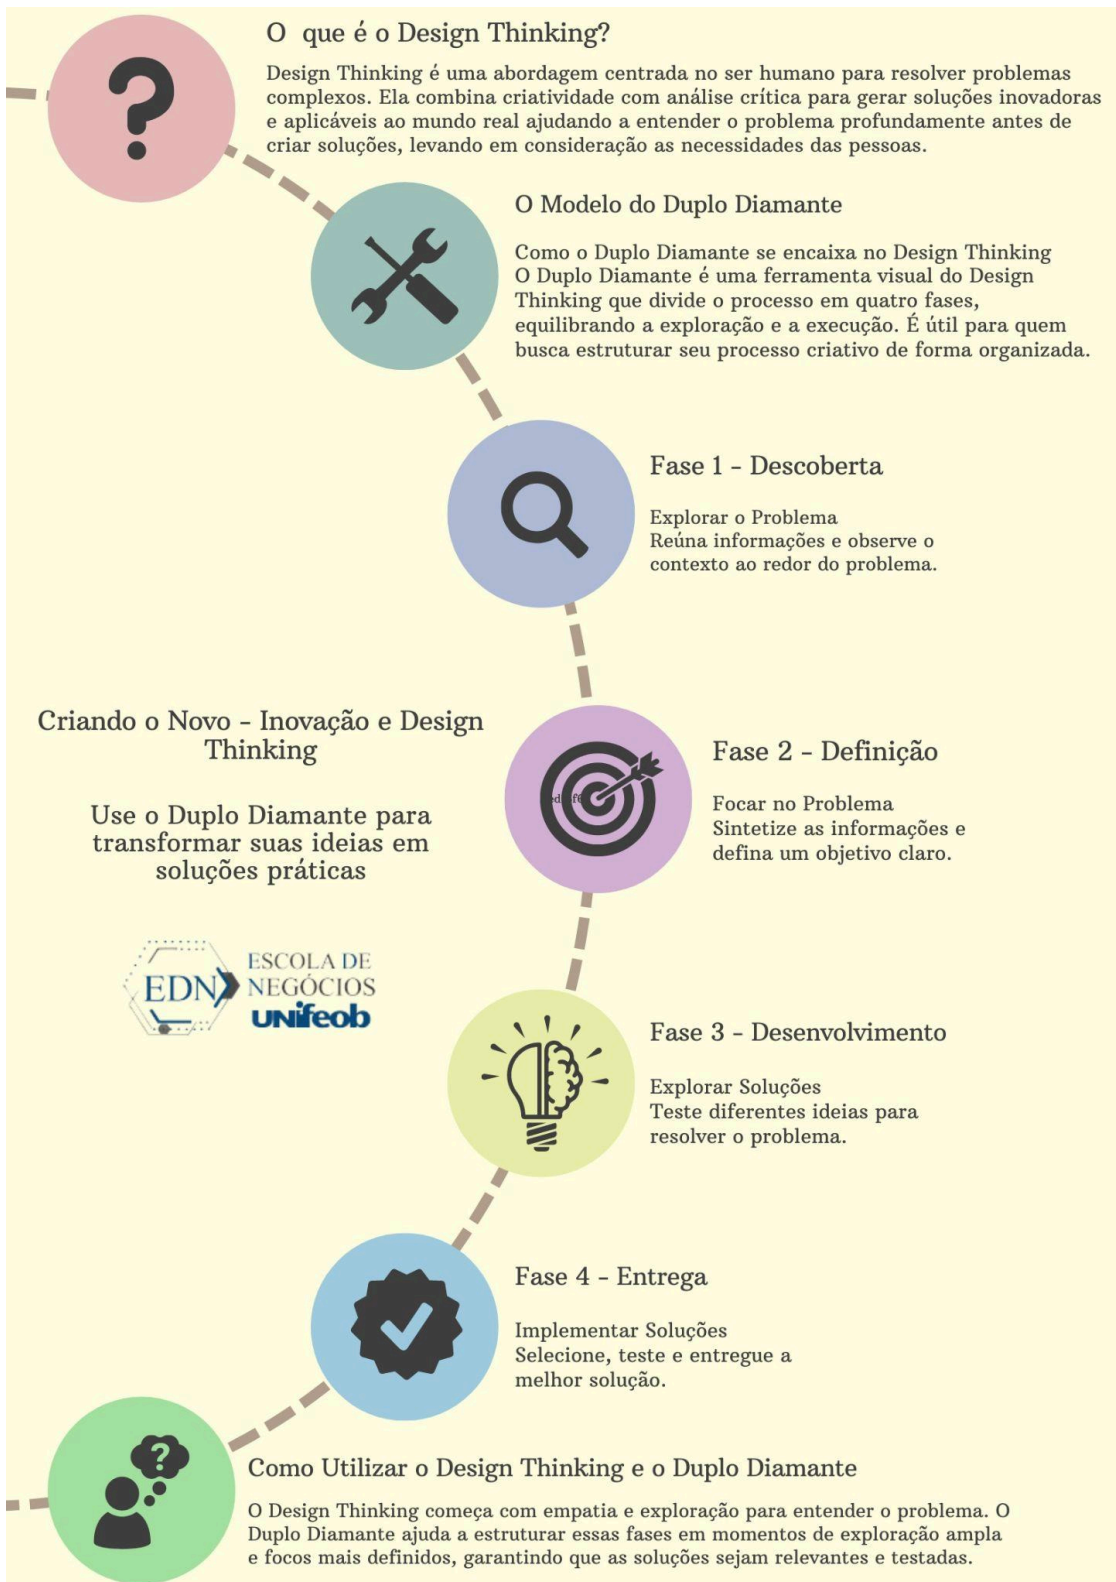 O que é o Design Thinking?
Design Thinking é uma abordagem centrada no ser humano para resolver problemas
complexos. Ela combina criatividade com análise crítica para gerar soluções inovadoras
e aplicáveis ao mundo real ajudando a entender o problema profundamente antes de
criar soluções, levando em consideração as necessidades das pessoas.
O Modelo do Duplo Diamante
Como o Duplo Diamante se encaixa no Design Thinking
O Duplo Diamante é uma ferramenta visual do Design
Thinking que divide o processo em quatro fases,
equilibrando a exploração e a execução. É útil para quem
busca estruturar seu processo criativo de forma organizada.
Fase 1 - Descoberta
Explorar o Problema
Reúna informações e observe o
contexto ao redor do problema.
Criando o Novo - Inovação e Design
Thinking
Use o Duplo Diamante para
transformar suas ideias em
soluções práticas
EDN
ESCOLA DE
NEGÓCIOS
UNifeob
Fase 2 - Definição
Focar no Problema
Sintetize as informações e
defina um objetivo claro.
Fase 3 - Desenvolvimento
Explorar Soluções
Teste diferentes ideias para
resolver o problema.
Fase 4 - Entrega
Implementar Soluções
Selecione, teste e entregue a
melhor solução.
Como Utilizar o Design Thinking e o Duplo Diamante
O Design Thinking começa com empatia e exploração para entender o problema. O
Duplo Diamante ajuda a estruturar essas fases em momentos de exploração ampla
e focos mais definidos, garantindo que as soluções sejam relevantes e testadas.